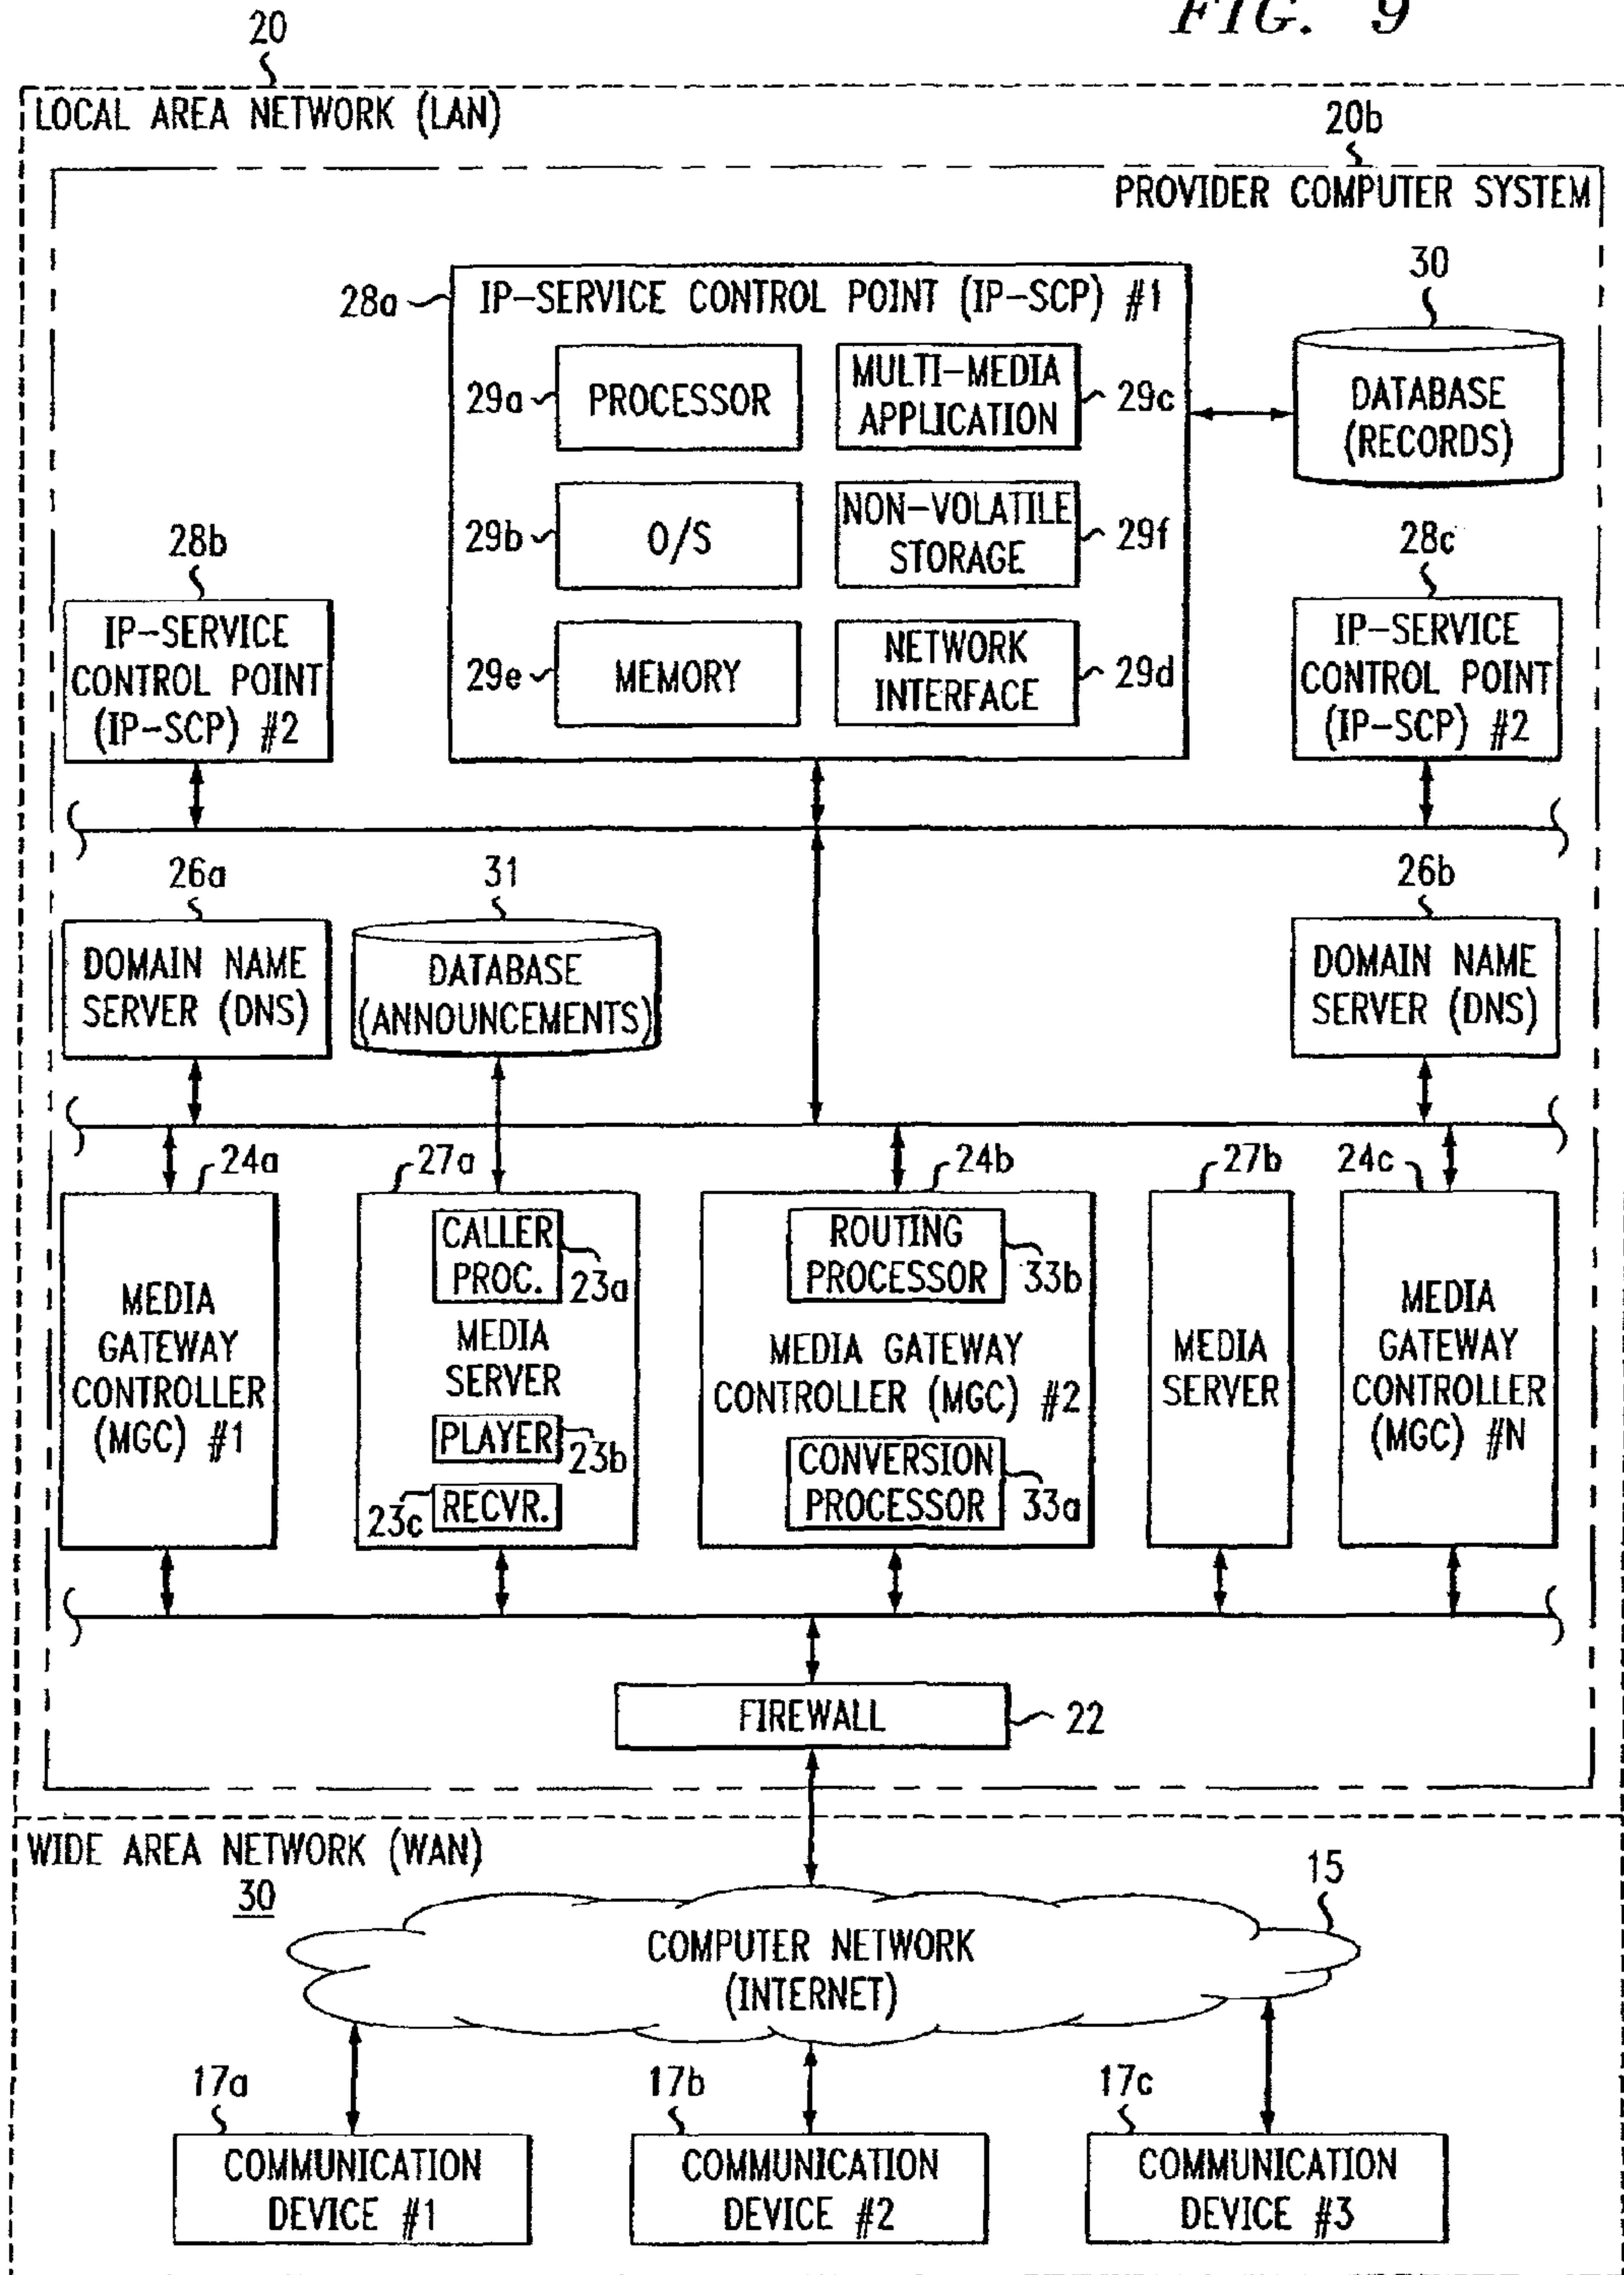 FIG. 9
20
LOCAL AREA NETWORK (LAN)
20b
PROVIDER COMPUTER SYSTEM
28a
IP-SERVICE CONTROL POINT (IP-SCP) #1
30
29a
PROCESSOR
MULTI-MEDIA
APPLICATION
29c
DATABASE
(RECORDS)
29b
O/S
NON-VOLATILE
STORAGE
29f
28b
28c
IP-SERVICE
CONTROL POINT
(IP-SCP) #2
29e
MEMORY
NETWORK
INTERFACE
29d
IP-SERVICE
CONTROL POINT
(IP-SCP) #2
26a
31
26b
DOMAIN NAME
SERVER (DNS)
DATABASE
(ANNOUNCEMENTS)
DOMAIN NAME
SERVER (DNS)
24a
27a
24b
27b
24c
MEDIA
GATEWAY
CONTROLLER
(MGC) #1
CALLER
PROC.
23a
MEDIA
SERVER
PLAYER
23b
23c
RECVR.
ROUTING
PROCESSOR
33b
MEDIA GATEWAY
CONTROLLER (MGC) #2
CONVERSION
PROCESSOR
33a
MEDIA
SERVER
MEDIA
GATEWAY
CONTROLLER
(MGC) #N
FIREWALL
22
WIDE AREA NETWORK (WAN)
30
15
COMPUTER NETWORK
(INTERNET)
17a
17b
17c
COMMUNICATION
DEVICE #1
COMMUNICATION
DEVICE #2
COMMUNICATION
DEVICE #3